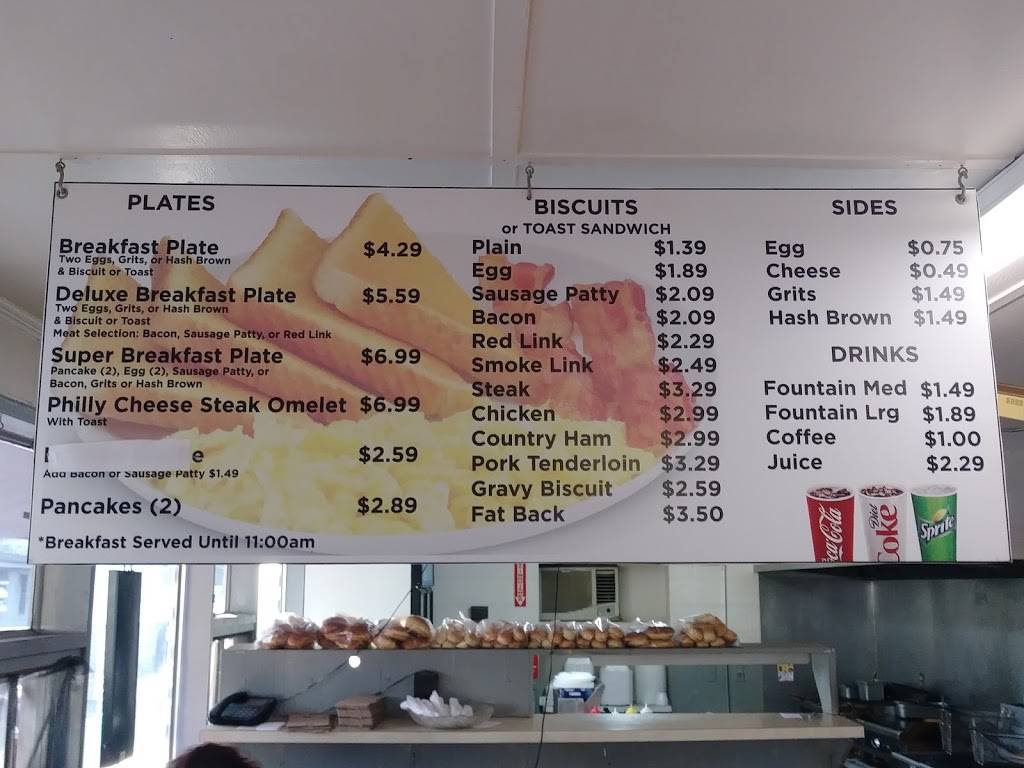 PLATES
Breakfast Plate $4.29
Two Eggs, Grits, or Hash Brown
& Biscuit or Toast
Deluxe Breakfast Plate $5.59
Two Eggs, Grits, or Hash Brown
& Biscuit or Toast
Meat Selection: Bacon, Sausage Patty, or Red Link
Super Breakfast Plate $6.99
Pancake (2), Egg (2), Sausage Patty, or
Bacon, Grits or Hash Brown
Philly Cheese Steak Omelet $6.99
With Toast
$2.59
Add Bacon or Sausage Patty $1.49
Pancakes (2) $2.89
*Breakfast Served Until 11:00am
BISCUITS
or TOAST SANDWICH
Plain $1.39
Egg $1.89
Sausage Patty $2.09
Bacon $2.09
Red Link $2.29
Smoke Link $2.49
Steak $3.29
Chicken $2.99
Country Ham $2.99
Pork Tenderloin $3.29
Gravy Biscuit $2.59
Fat Back $3.50
SIDES
Egg $0.75
Cheese $0.49
Grits $1.49
Hash Brown $1.49
DRINKS
Fountain Med $1.49
Fountain Lrg $1.89
Coffee $1.00
Juice $2.29
Coca-Cola
Diet Coke
Sprite